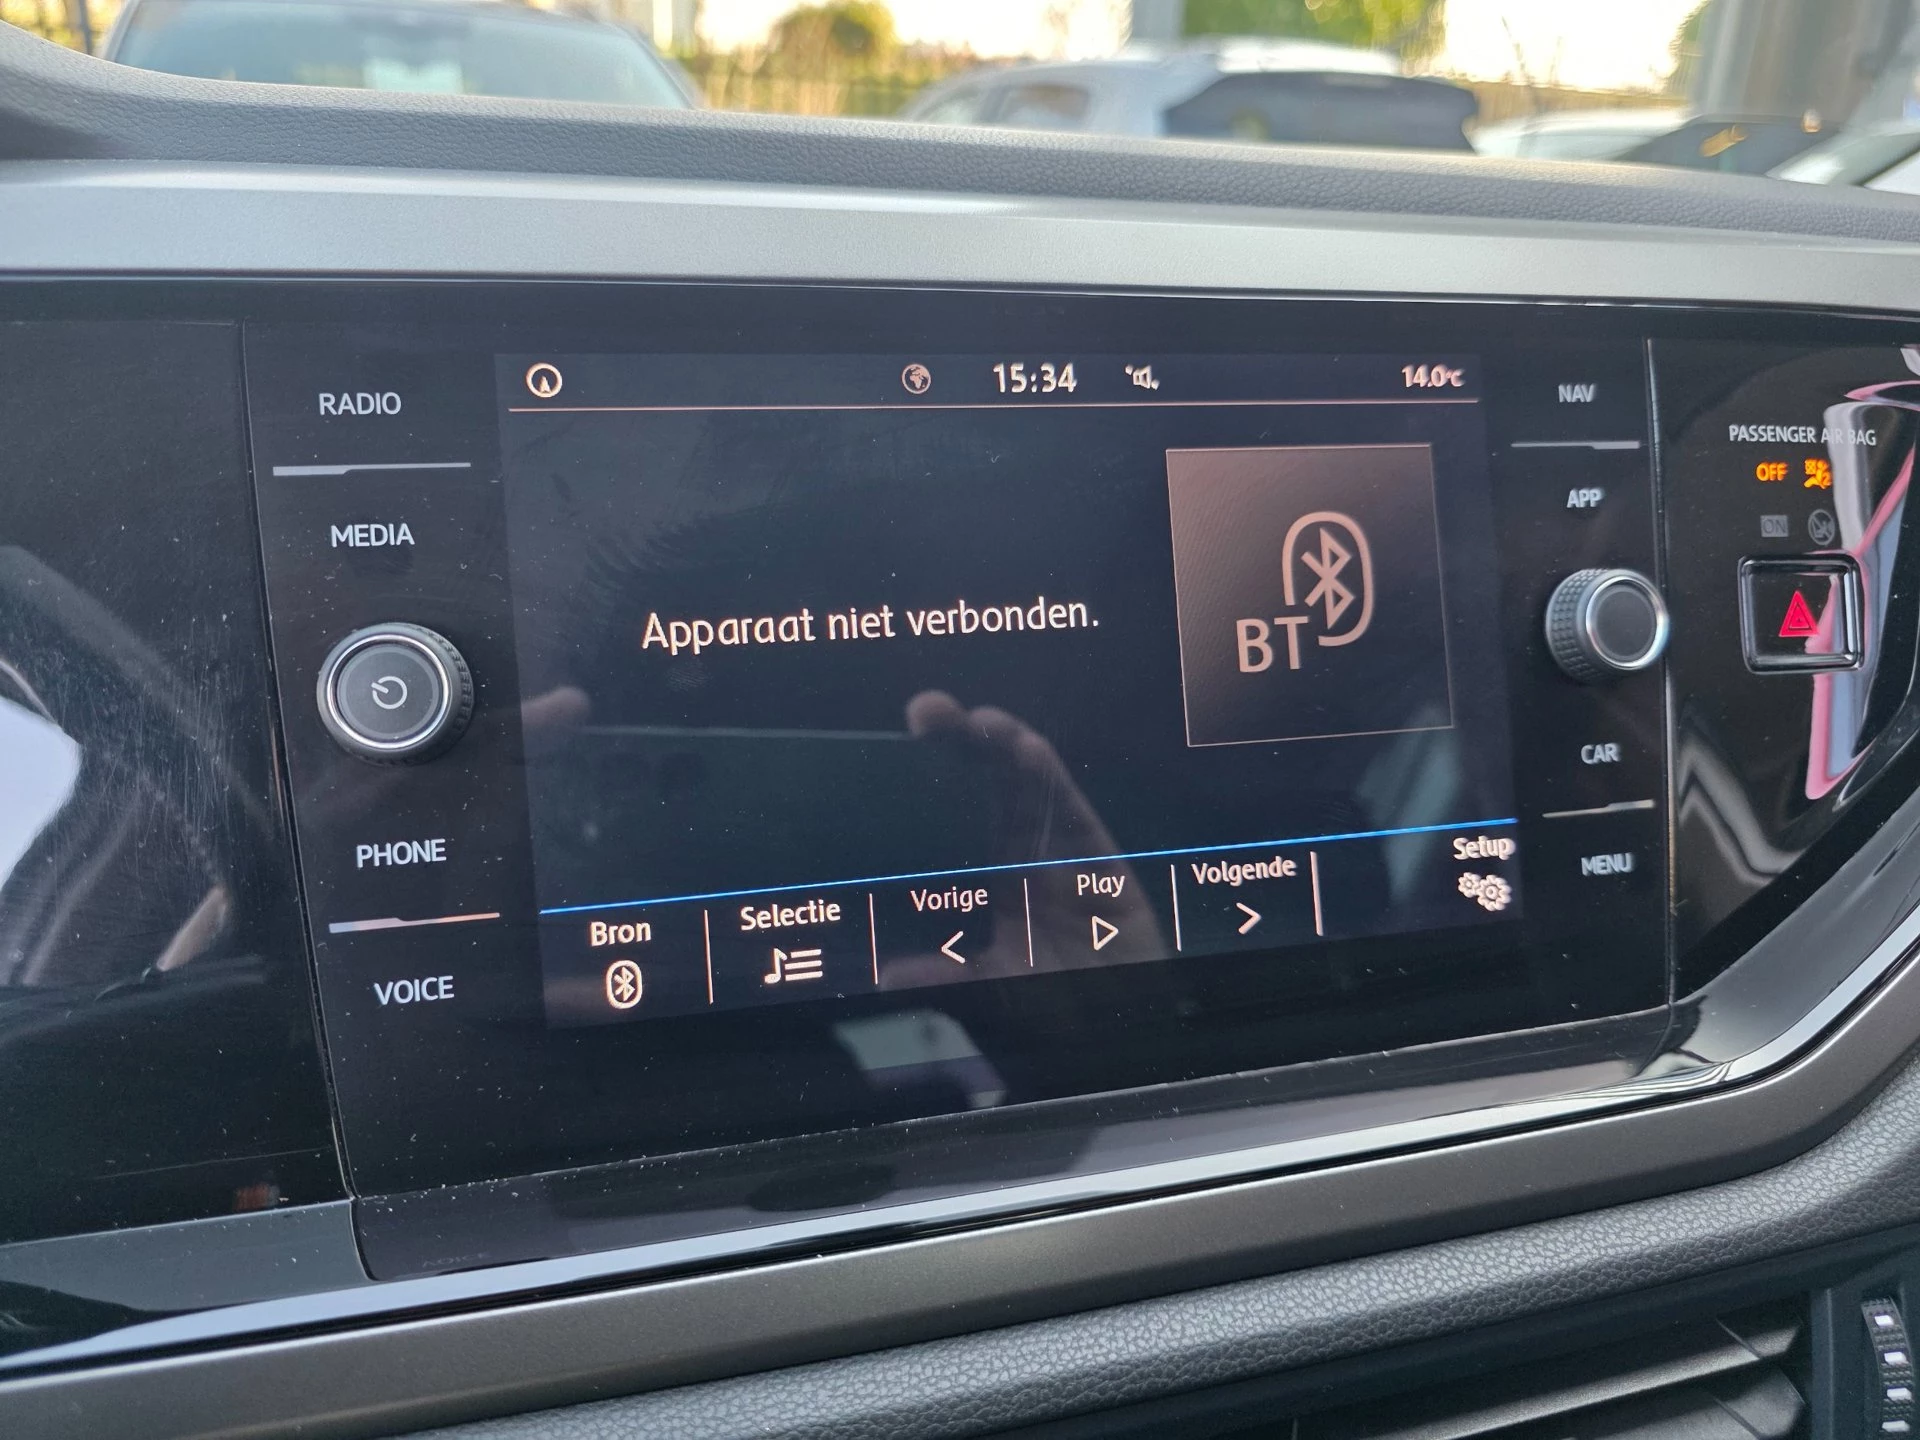 15:34
14.0°C
RADIO
MEDIA
PHONE
VOICE
Apparaat niet verbonden.
BT
Bron
Selectie
Vorige
Play
Volgende
Setup
NAV
APP
CAR
MENU
PASSENGER AIR BAG
OFF
ON